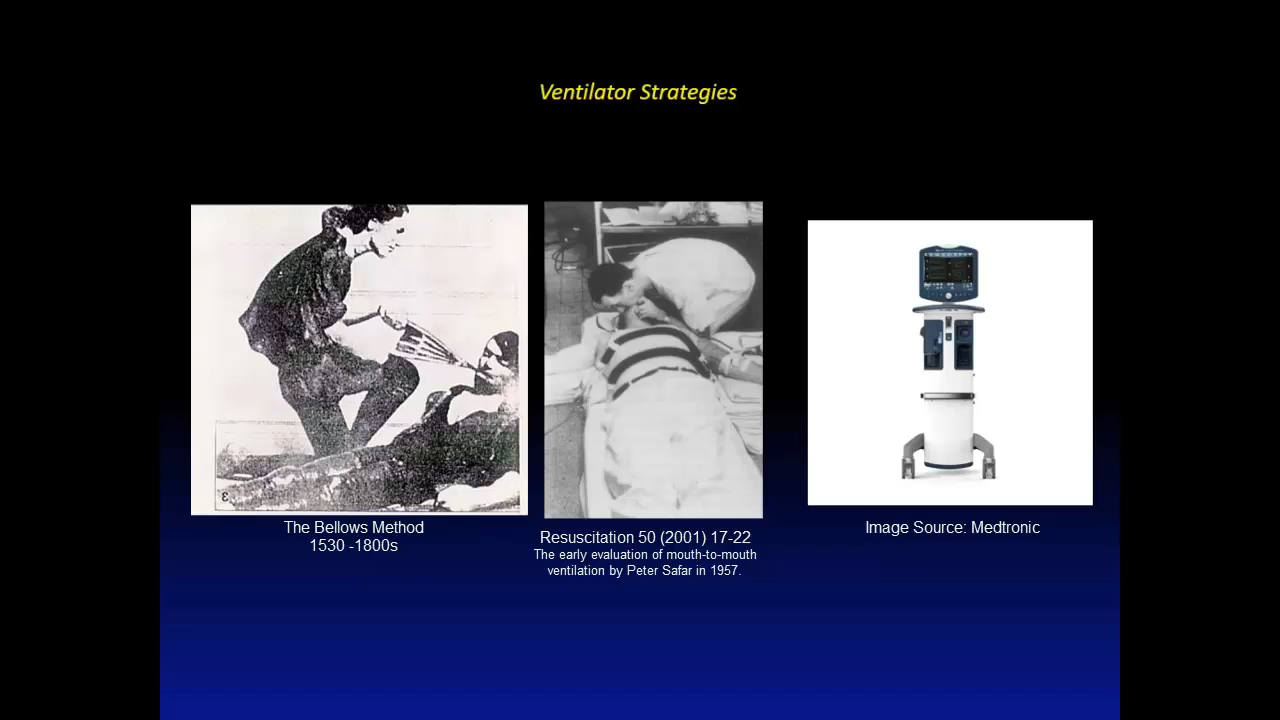 Ventilator Strategies
The Bellows Method
1530 -1800s
Resuscitation 50 (2001) 17-22
The early evaluation of mouth-to-mouth
ventilation by Peter Safar in 1957.
Image Source: Medtronic